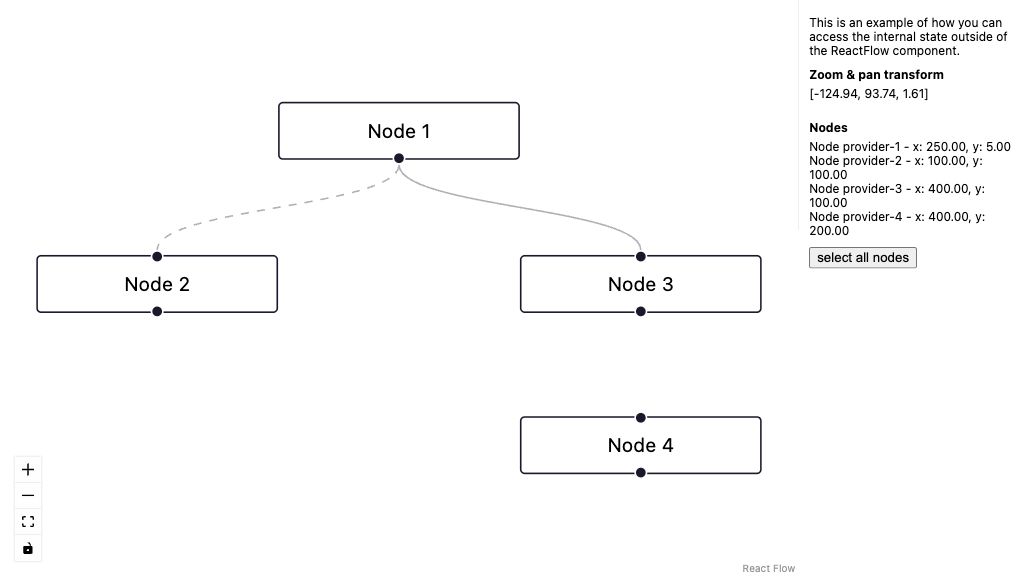 Node 1
Node 2
Node 3
Node 4
React Flow
This is an example of how you can
access the internal state outside of
the ReactFlow component.
Zoom & pan transform
[-124.94, 93.74, 1.61]
Nodes
Node provider-1 - x: 250.00, y: 5.00
Node provider-2 - x: 100.00, y:
100.00
Node provider-3 - x: 400.00, y:
100.00
Node provider-4 - x: 400.00, y:
200.00
select all nodes